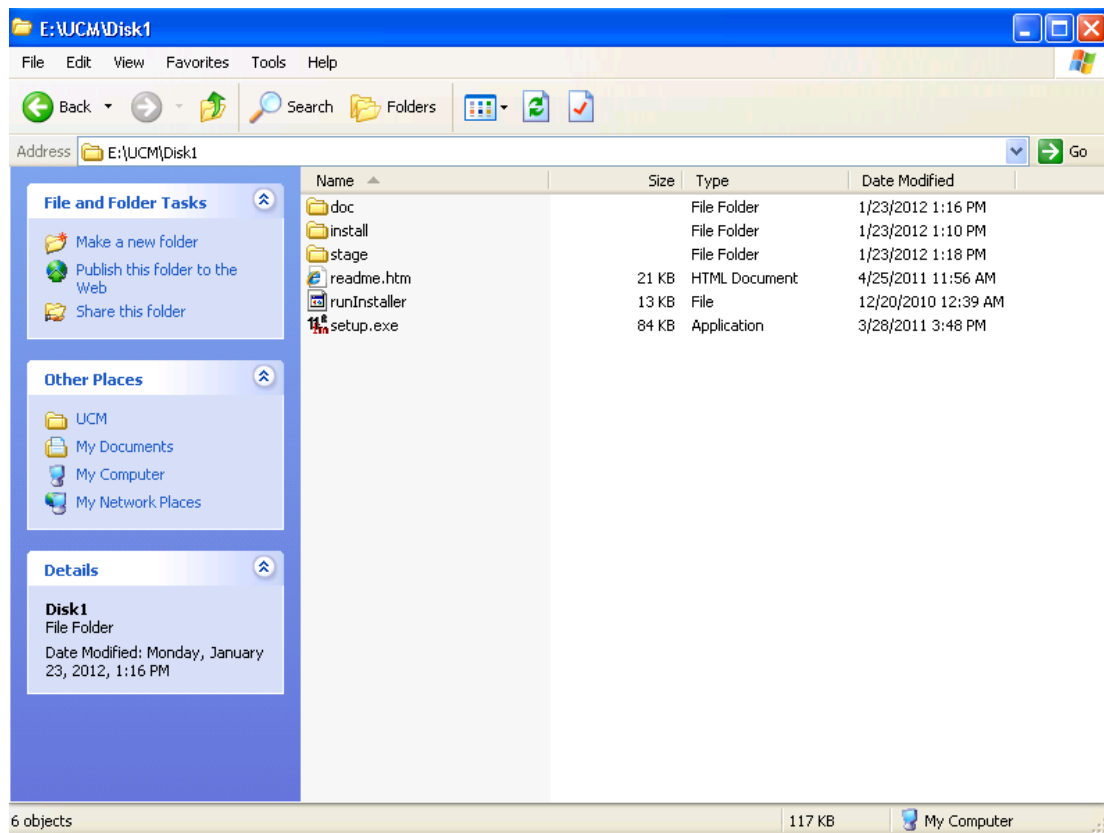 E:\UCM\Disk1
File Edit View Favorites Tools Help
Back Search Folders
Address E:\UCM\Disk1 Go
File and Folder Tasks
Make a new folder
Publish this folder to the
Web
Share this folder
Other Places
UCM
My Documents
My Computer
My Network Places
Details
Disk1
File Folder
Date Modified: Monday, January
23, 2012, 1:16 PM
Name Size Type Date Modified
doc File Folder 1/23/2012 1:16 PM
install File Folder 1/23/2012 1:10 PM
stage File Folder 1/23/2012 1:18 PM
readme.htm 21 KB HTML Document 4/25/2011 11:56 AM
runInstaller 13 KB File 12/20/2010 12:39 AM
setup.exe 84 KB Application 3/28/2011 3:48 PM
6 objects 117 KB My Computer